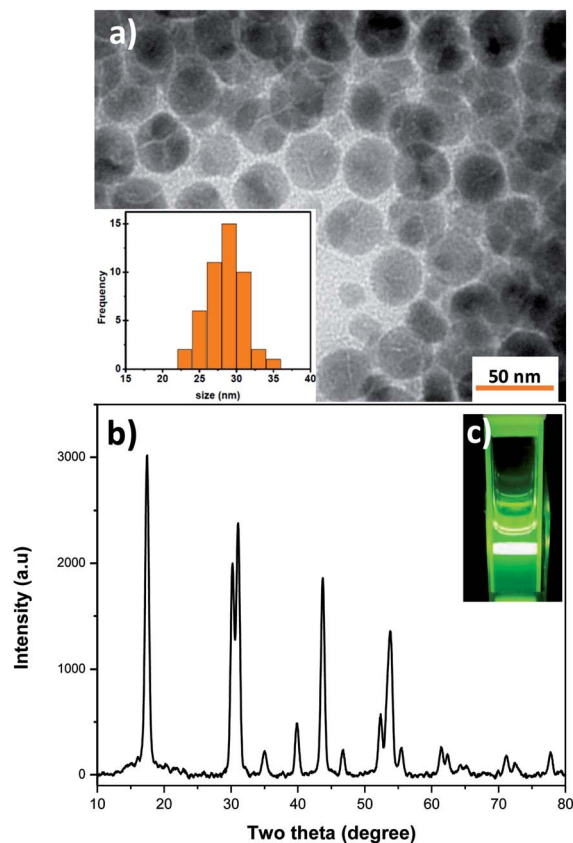 a)
15
10
5
0
Frequency
15 20 25 30 35 40
size (nm)
50 nm
b)
c)
3000
2000
1000
0
Intensity (a.u)
10 20 30 40 50 60 70 80
Two theta (degree)